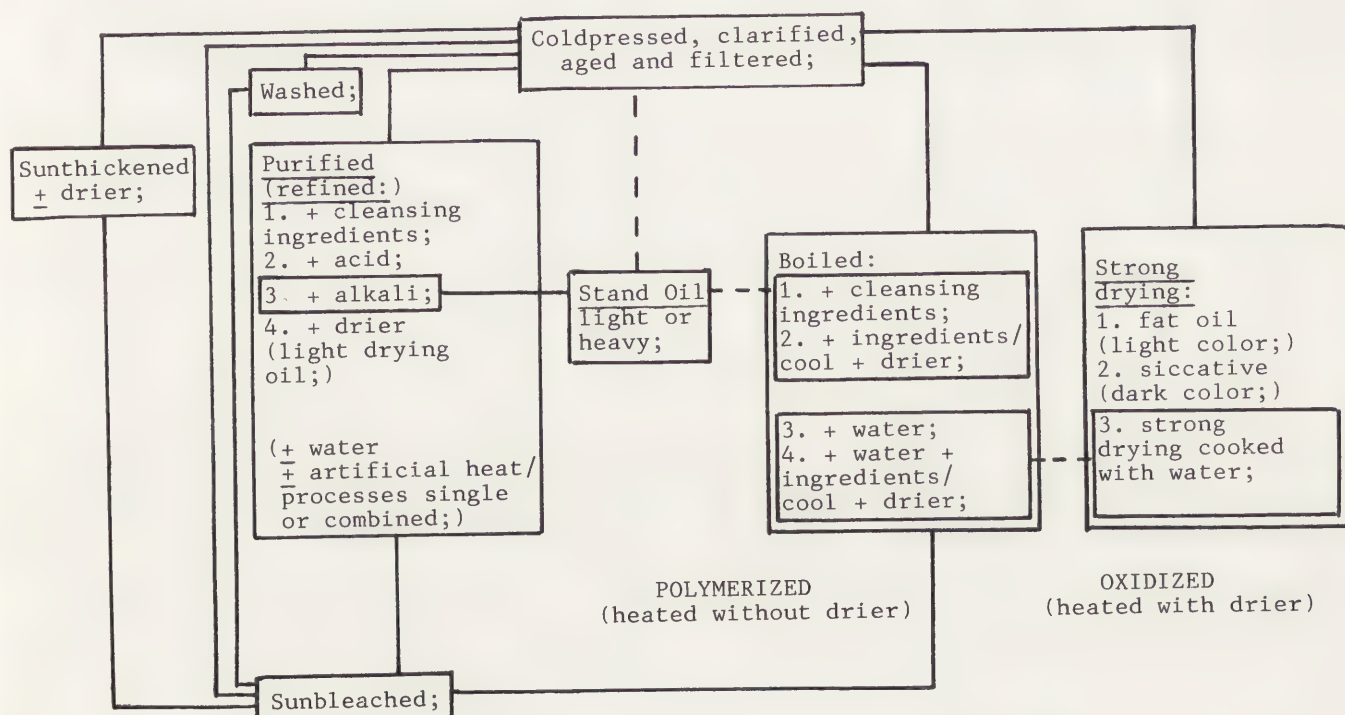 Coldpressed, clarified,
aged and filtered;
Washed;
Sunthickened
± drier;
Purified
(refined:)
1. + cleansing
ingredients;
2. + acid;
3. + alkali;
4. + drier
(light drying
oil;)
(± water
± artificial heat/
processes single
or combined;)
Stand Oil
light or
heavy;
Boiled:
1. + cleansing
ingredients;
2. + ingredients/
cool + drier;
3. + water;
4. + water +
ingredients/
cool + drier;
Strong
drying:
1. fat oil
(light color;)
2. siccative
(dark color;)
3. strong
drying cooked
with water;
POLYMERIZED
(heated without drier)
OXIDIZED
(heated with drier)
Sunbleached;